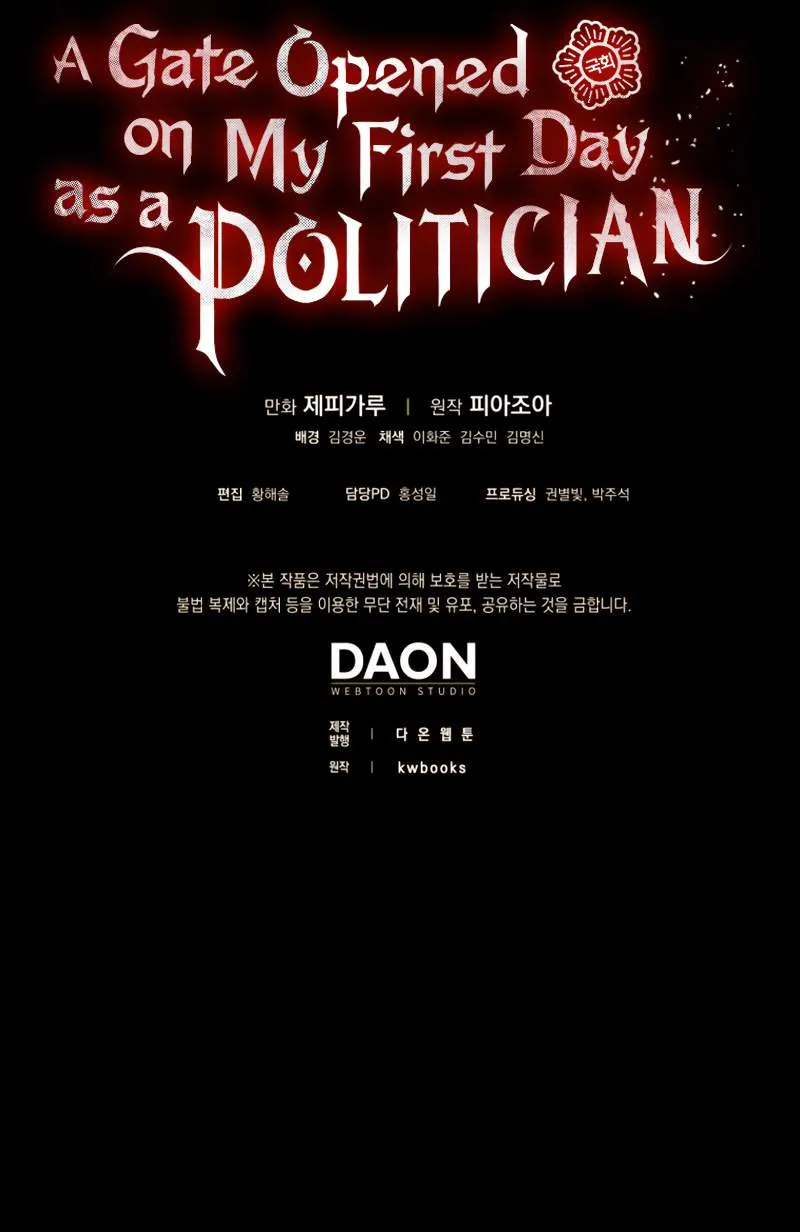 A Gate Opened
국회
on My First Day
as a POLITICIAN
만화 제피가루 | 원작 피아조아
배경 김경운 채색 이화준 김수민 김명신
편집 황해솔 담당PD 홍성일 프로듀싱 권별빛, 박주석
※본 작품은 저작권법에 의해 보호를 받는 저작물로
불법 복제와 캡처 등을 이용한 무단 전재 및 유포, 공유하는 것을 금합니다.
DAON
WEBTOON STUDIO
제작
발행 | 다온웹툰
원작 | kwbooks